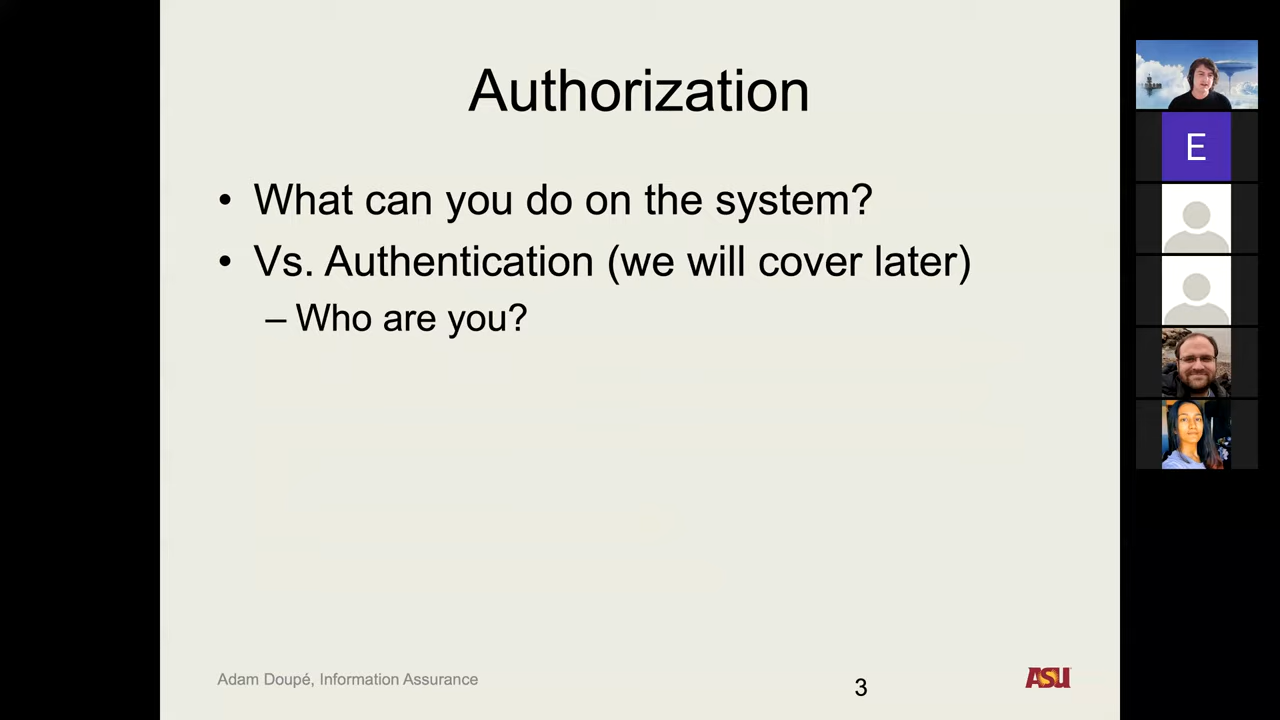 Authorization
• What can you do on the system?
• Vs. Authentication (we will cover later)
– Who are you?
Adam Doupé, Information Assurance
3
ASU
E